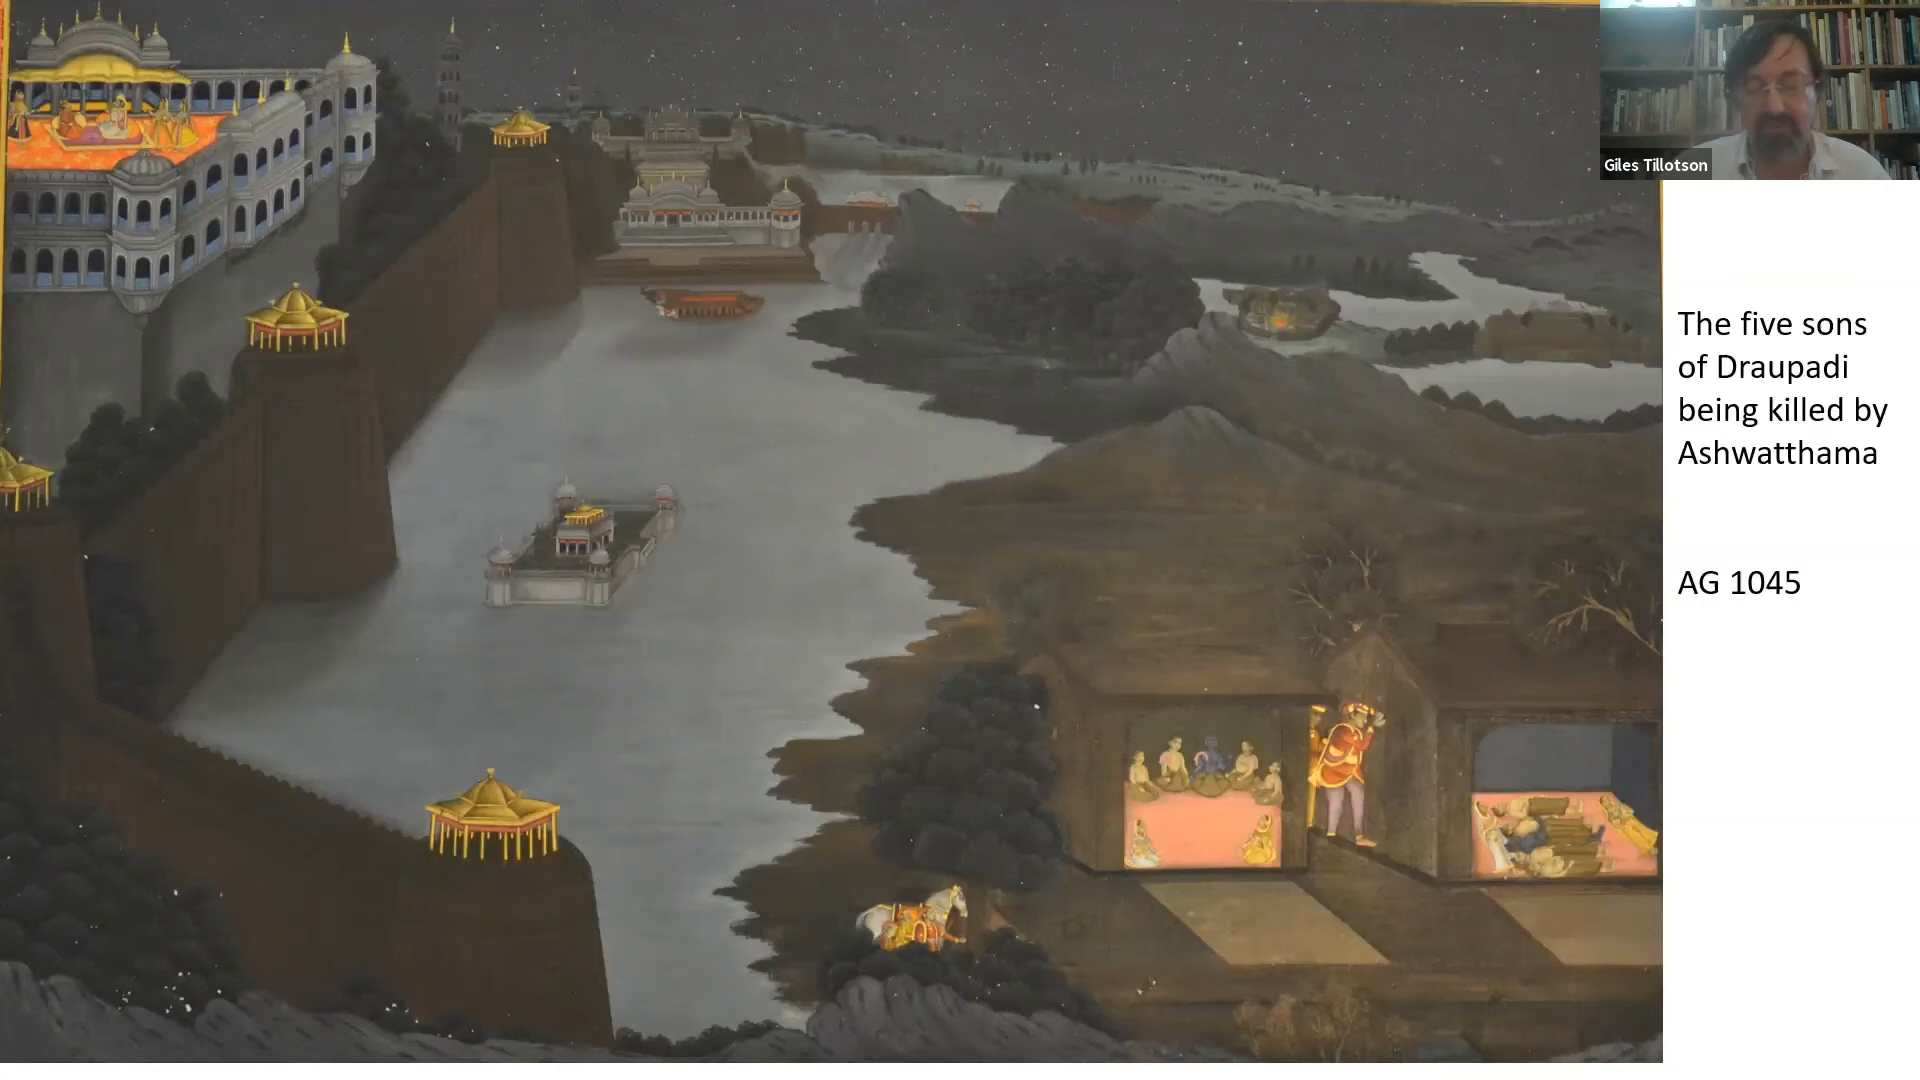 Giles Tillotson
The five sons
of Draupadi
being killed by
Ashwatthama
AG 1045